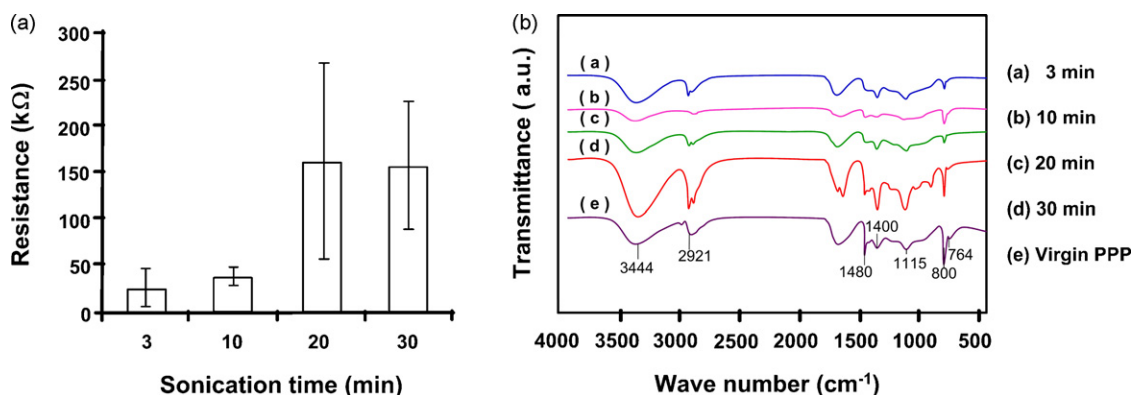 (a)
300
250
200
150
100
50
0
Resistance (kΩ)
3 10 20 30
Sonication time (min)
(b)
Transmittance ( a.u.)
( a )
( b )
( c )
( d )
( e )
3444
2921
1480
1400
1115
800
764
4000 3500 3000 2500 2000 1500 1000 500
Wave number (cm⁻¹)
(a) 3 min
(b) 10 min
(c) 20 min
(d) 30 min
(e) Virgin PPP